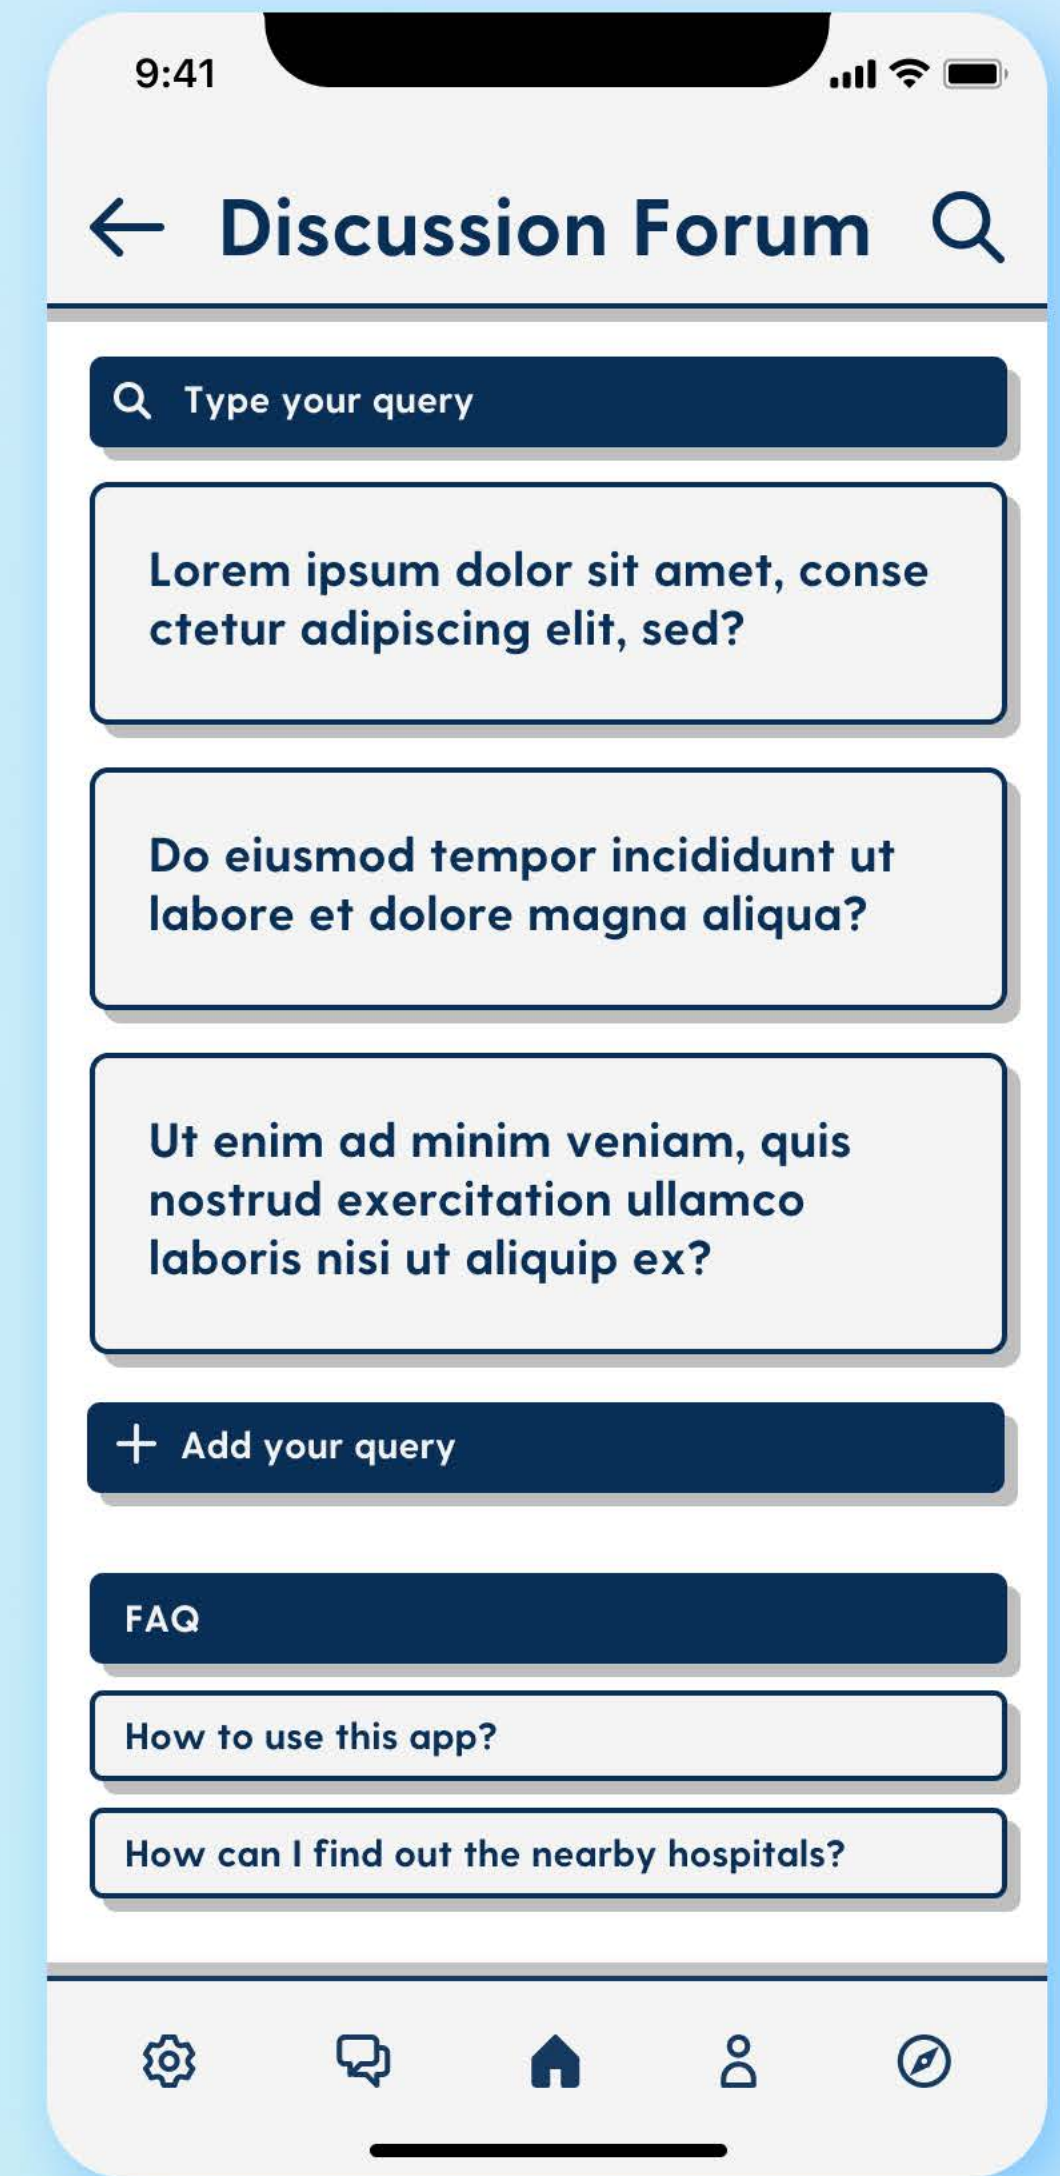 9:41
Discussion Forum
Type your query
Lorem ipsum dolor sit amet, conse
ctetur adipiscing elit, sed?
Do eiusmod tempor incididunt ut
labore et dolore magna aliqua?
Ut enim ad minim veniam, quis
nostrud exercitation ullamco
laboris nisi ut aliquip ex?
Add your query
FAQ
How to use this app?
How can I find out the nearby hospitals?